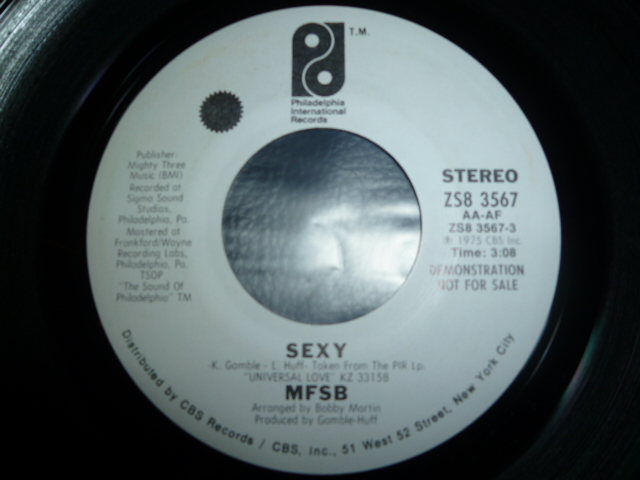 T.M.
Philadelphia
International
Records
Publisher-
Mighty Three
Music (BMI)
Recorded at
Sigma Sound
Studios,
Philadelphia, Pa.
Mastered at
Frankford/Wayne
Recording Labs,
Philadelphia, Pa.
TSOP
"The Sound Of
Philadelphia" TM
STEREO
ZS8 3567
AA-AF
ZS8 3567-3
℗ 1975 CBS Inc.
Time: 3:08
DEMONSTRATION
NOT FOR SALE
SEXY
-K. Gamble - L. Huff- Taken From The PIR Lp.
"UNIVERSAL LOVE" KZ 33158
MFSB
Arranged by Bobby Martin
Produced by Gamble-Huff
Distributed by CBS Records / CBS, Inc., 51 West 52 Street, New York City